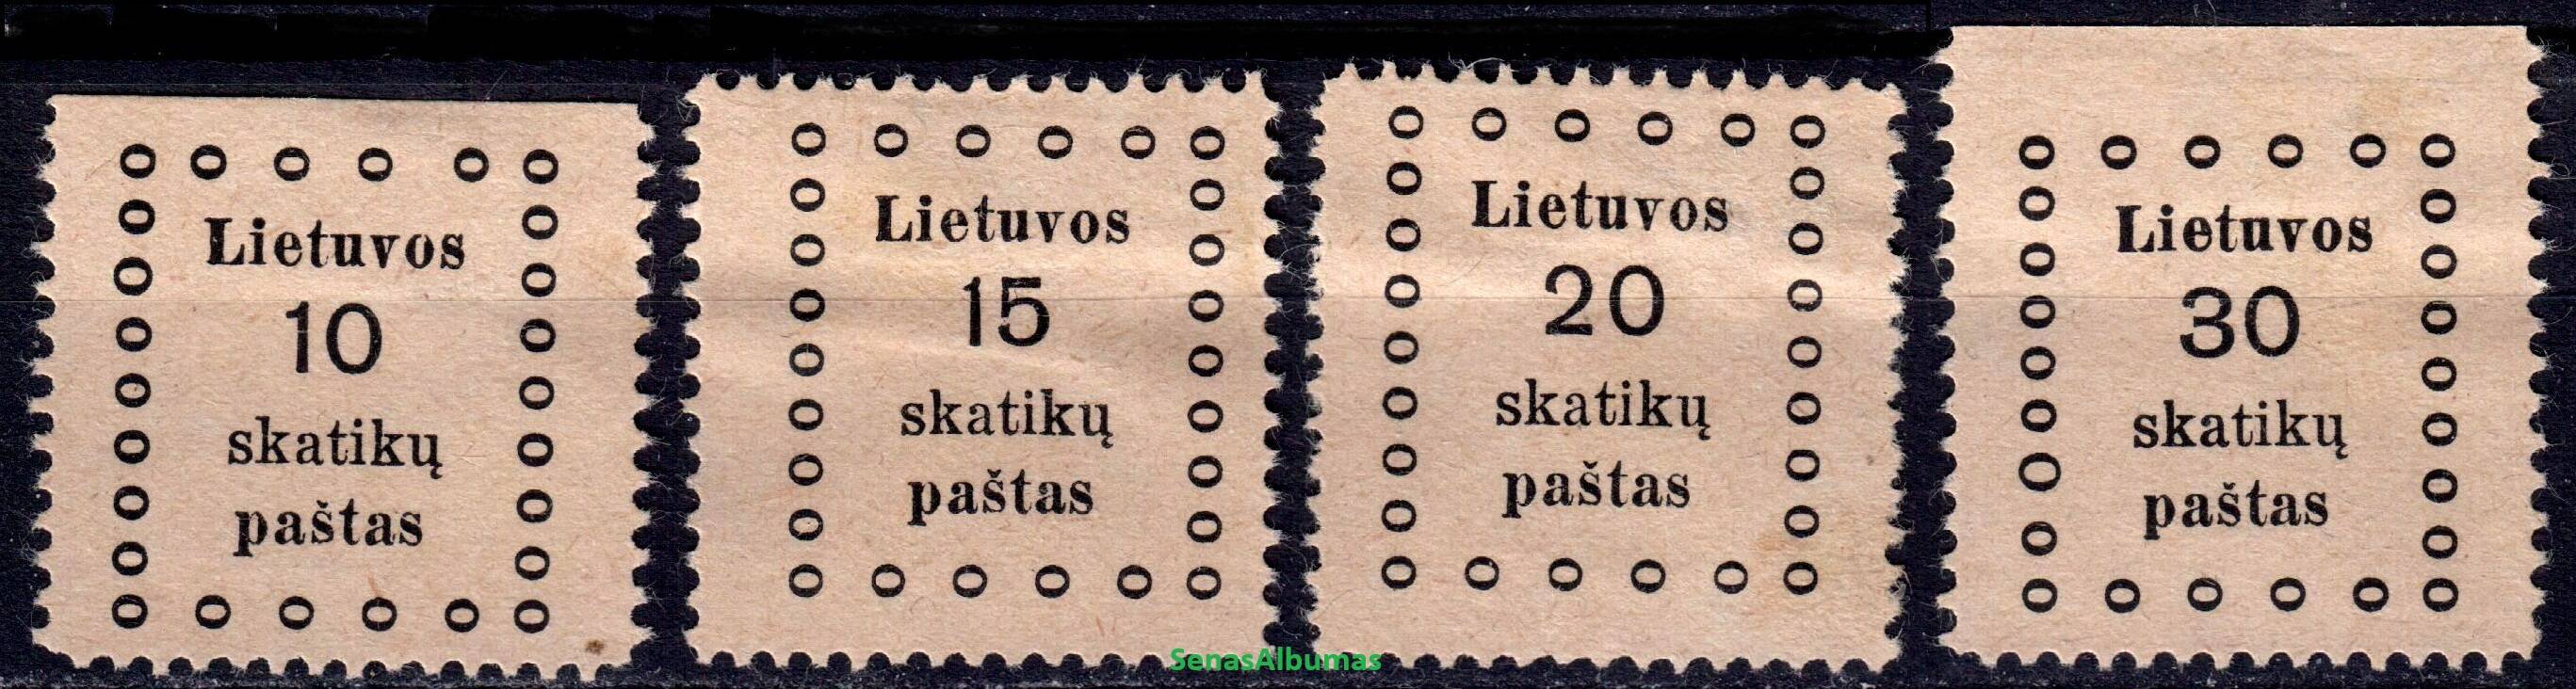 Lietuvos
10
skatikų
paštas
Lietuvos
15
skatikų
paštas
Lietuvos
20
skatikų
paštas
Lietuvos
30
skatikų
paštas
SenasAlbumas